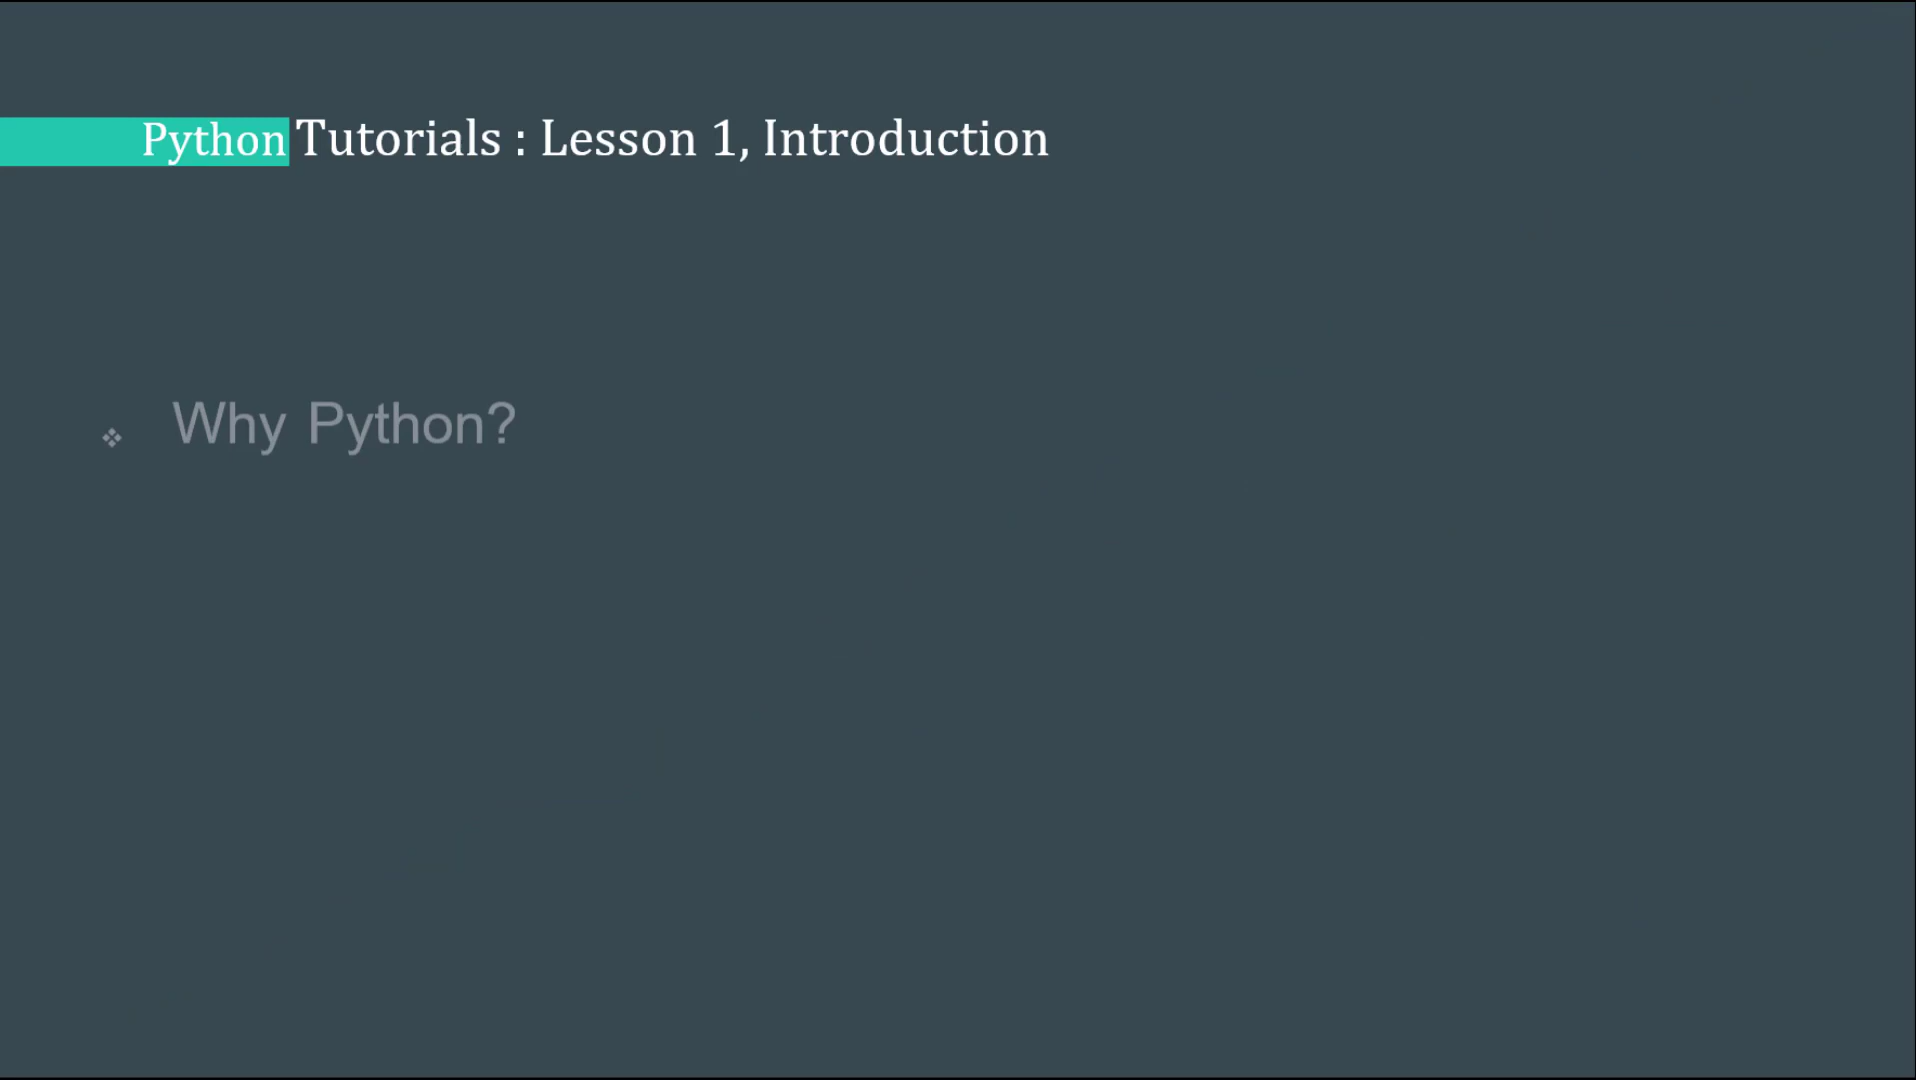 Python Tutorials : Lesson 1, Introduction
❖ Why Python?